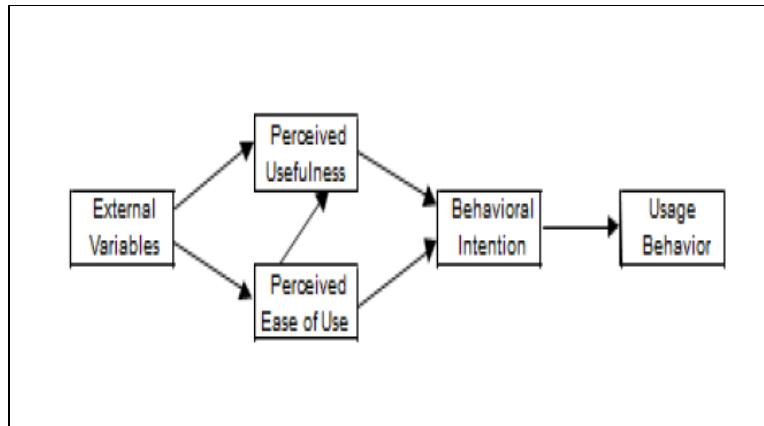 Perceived
Usefulness
External
Variables
Behavioral
Intention
Usage
Behavior
Perceived
Ease of Use